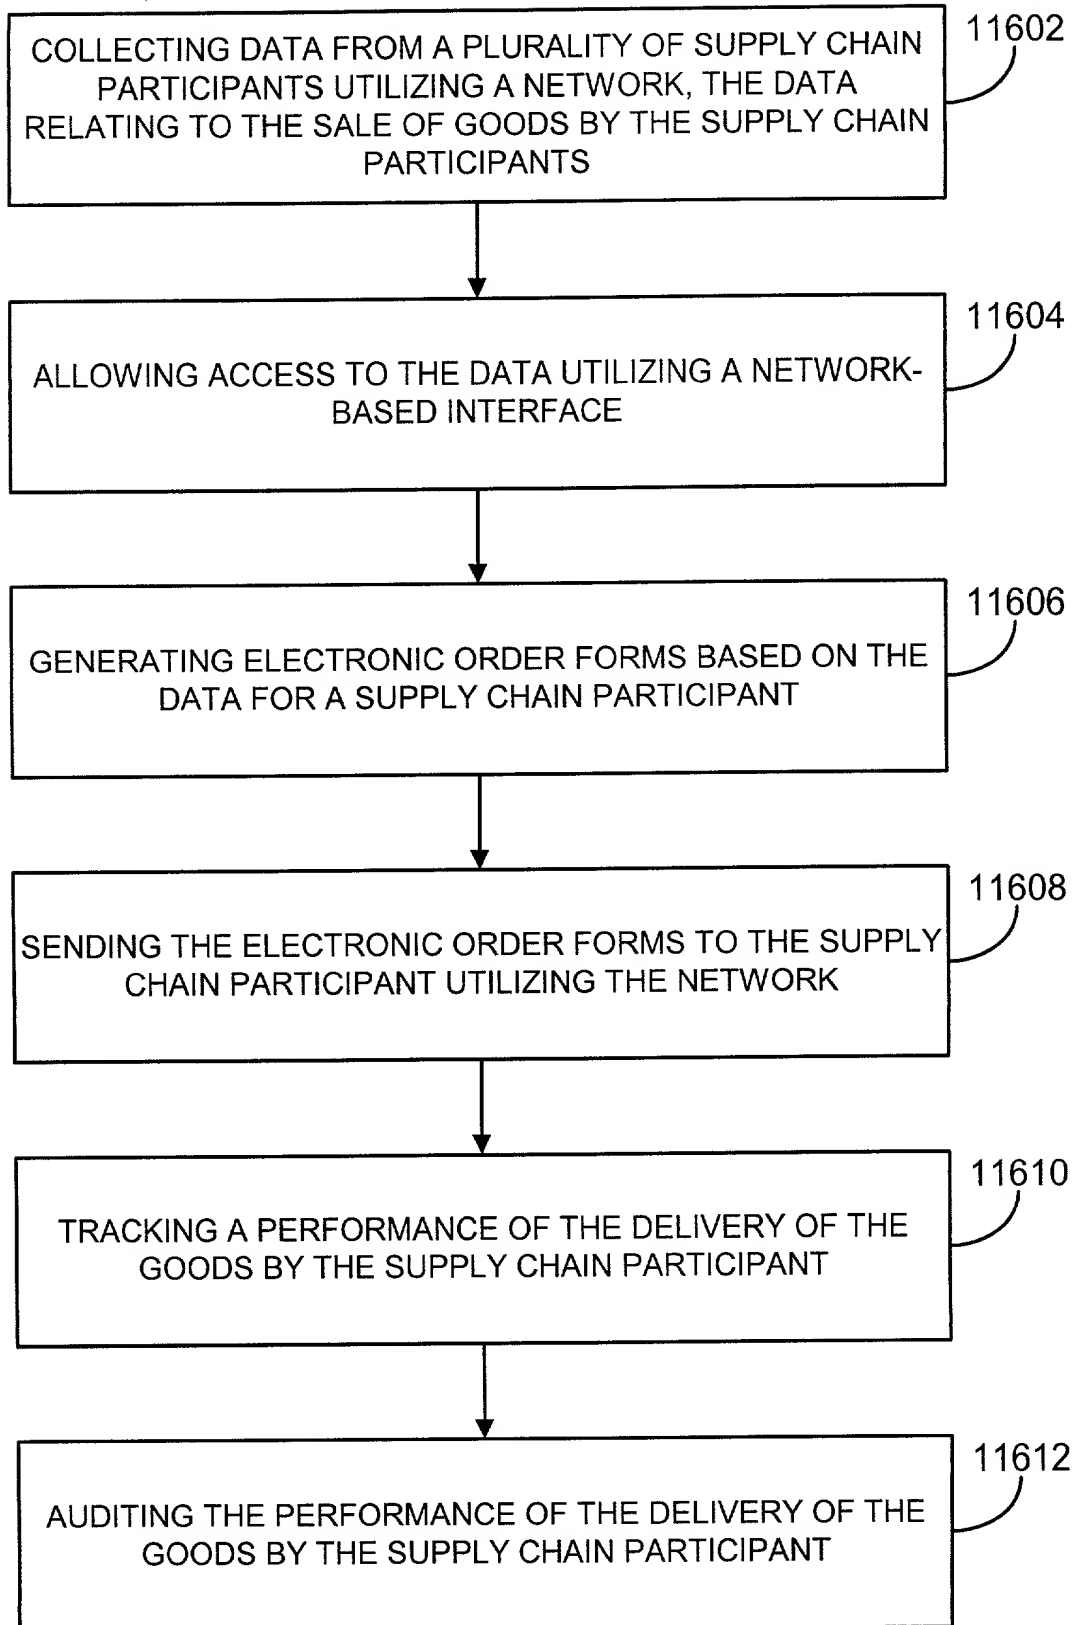 11602
COLLECTING DATA FROM A PLURALITY OF SUPPLY CHAIN
PARTICIPANTS UTILIZING A NETWORK, THE DATA
RELATING TO THE SALE OF GOODS BY THE SUPPLY CHAIN
PARTICIPANTS
11604
ALLOWING ACCESS TO THE DATA UTILIZING A NETWORK-
BASED INTERFACE
11606
GENERATING ELECTRONIC ORDER FORMS BASED ON THE
DATA FOR A SUPPLY CHAIN PARTICIPANT
11608
SENDING THE ELECTRONIC ORDER FORMS TO THE SUPPLY
CHAIN PARTICIPANT UTILIZING THE NETWORK
11610
TRACKING A PERFORMANCE OF THE DELIVERY OF THE
GOODS BY THE SUPPLY CHAIN PARTICIPANT
11612
AUDITING THE PERFORMANCE OF THE DELIVERY OF THE
GOODS BY THE SUPPLY CHAIN PARTICIPANT